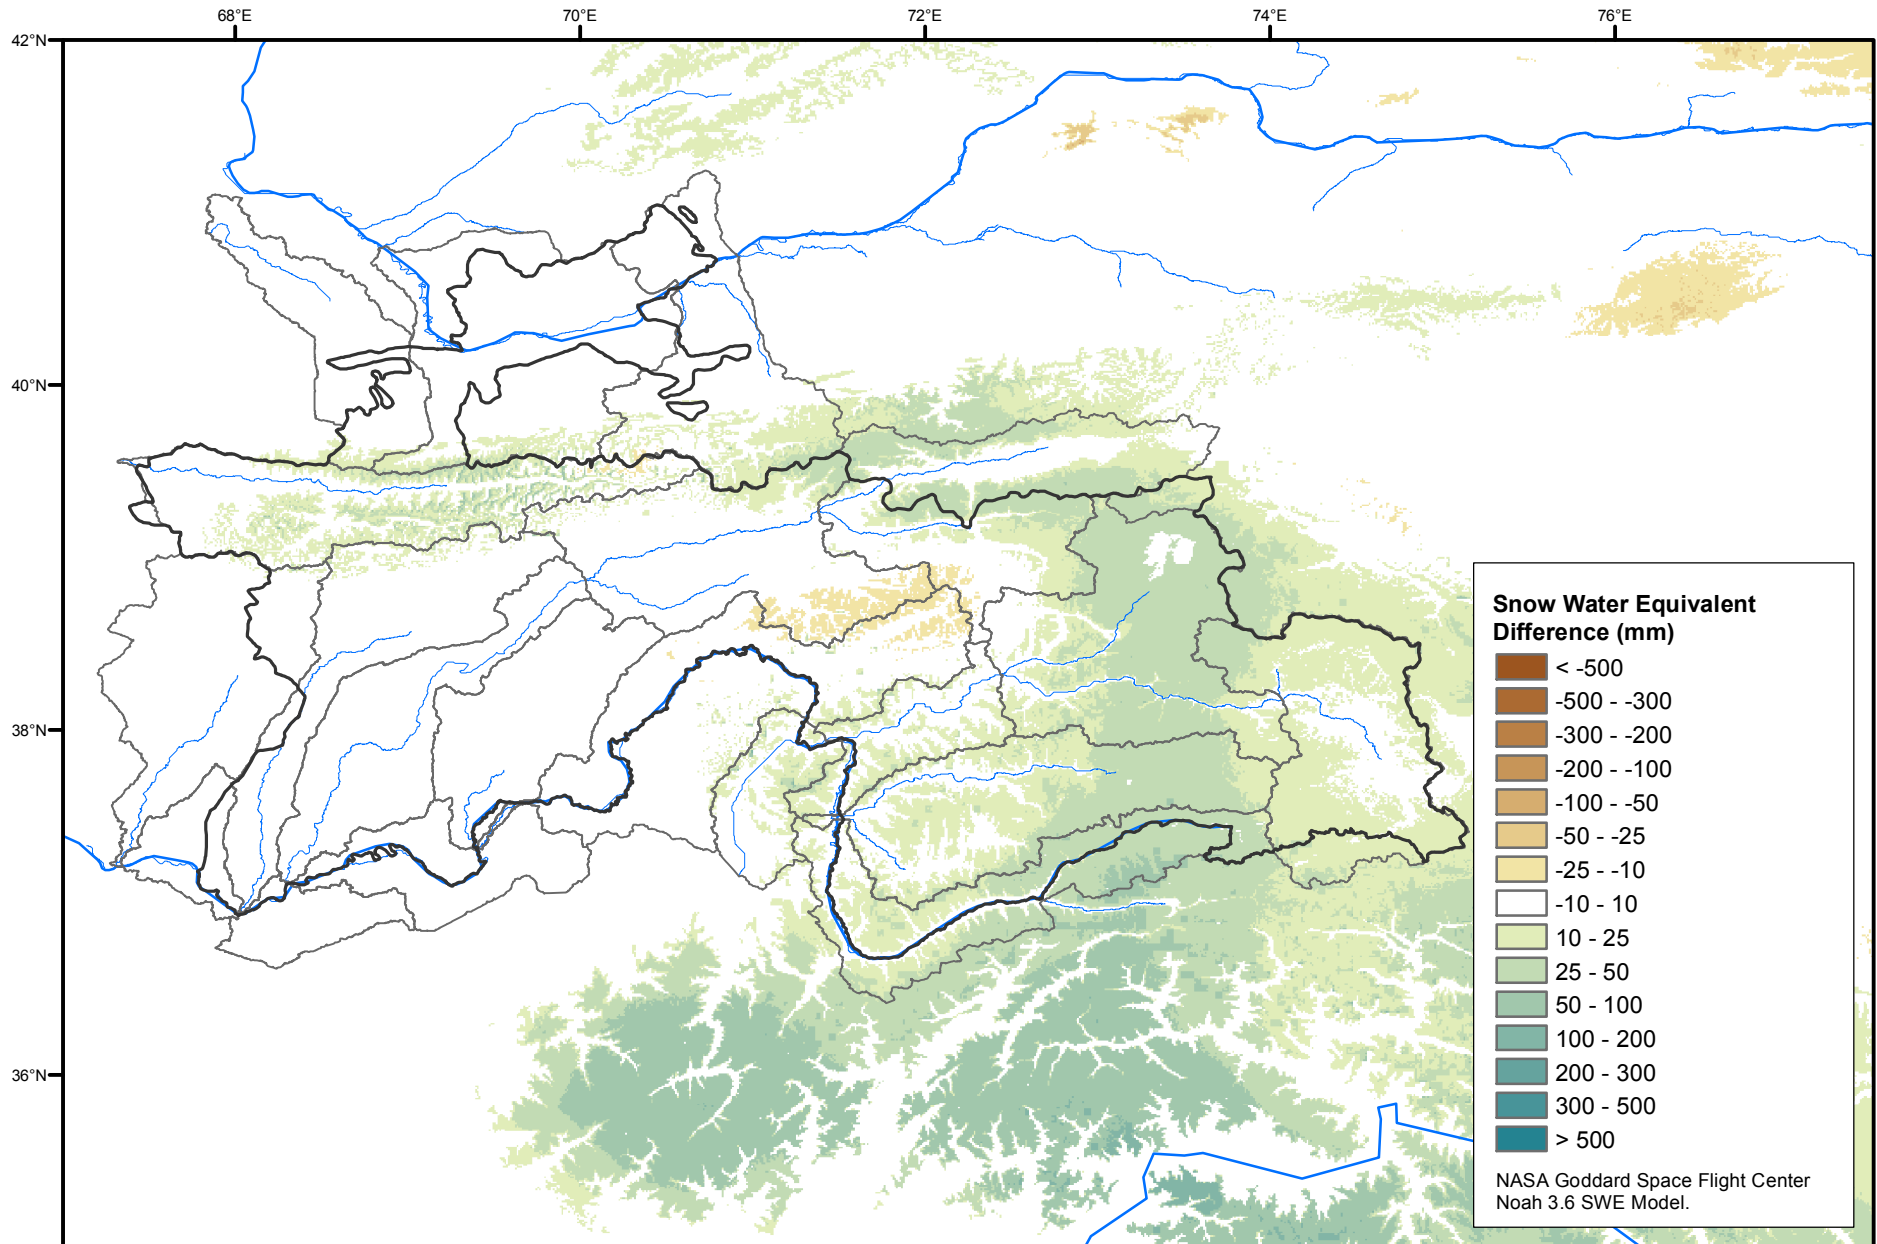 68°E 70°E 72°E 74°E 76°E
42°N
40°N
38°N
36°N
Snow Water Equivalent
Difference (mm)
< -500
-500 - -300
-300 - -200
-200 - -100
-100 - -50
-50 - -25
-25 - -10
-10 - 10
10 - 25
25 - 50
50 - 100
100 - 200
200 - 300
300 - 500
> 500
NASA Goddard Space Flight Center
Noah 3.6 SWE Model.